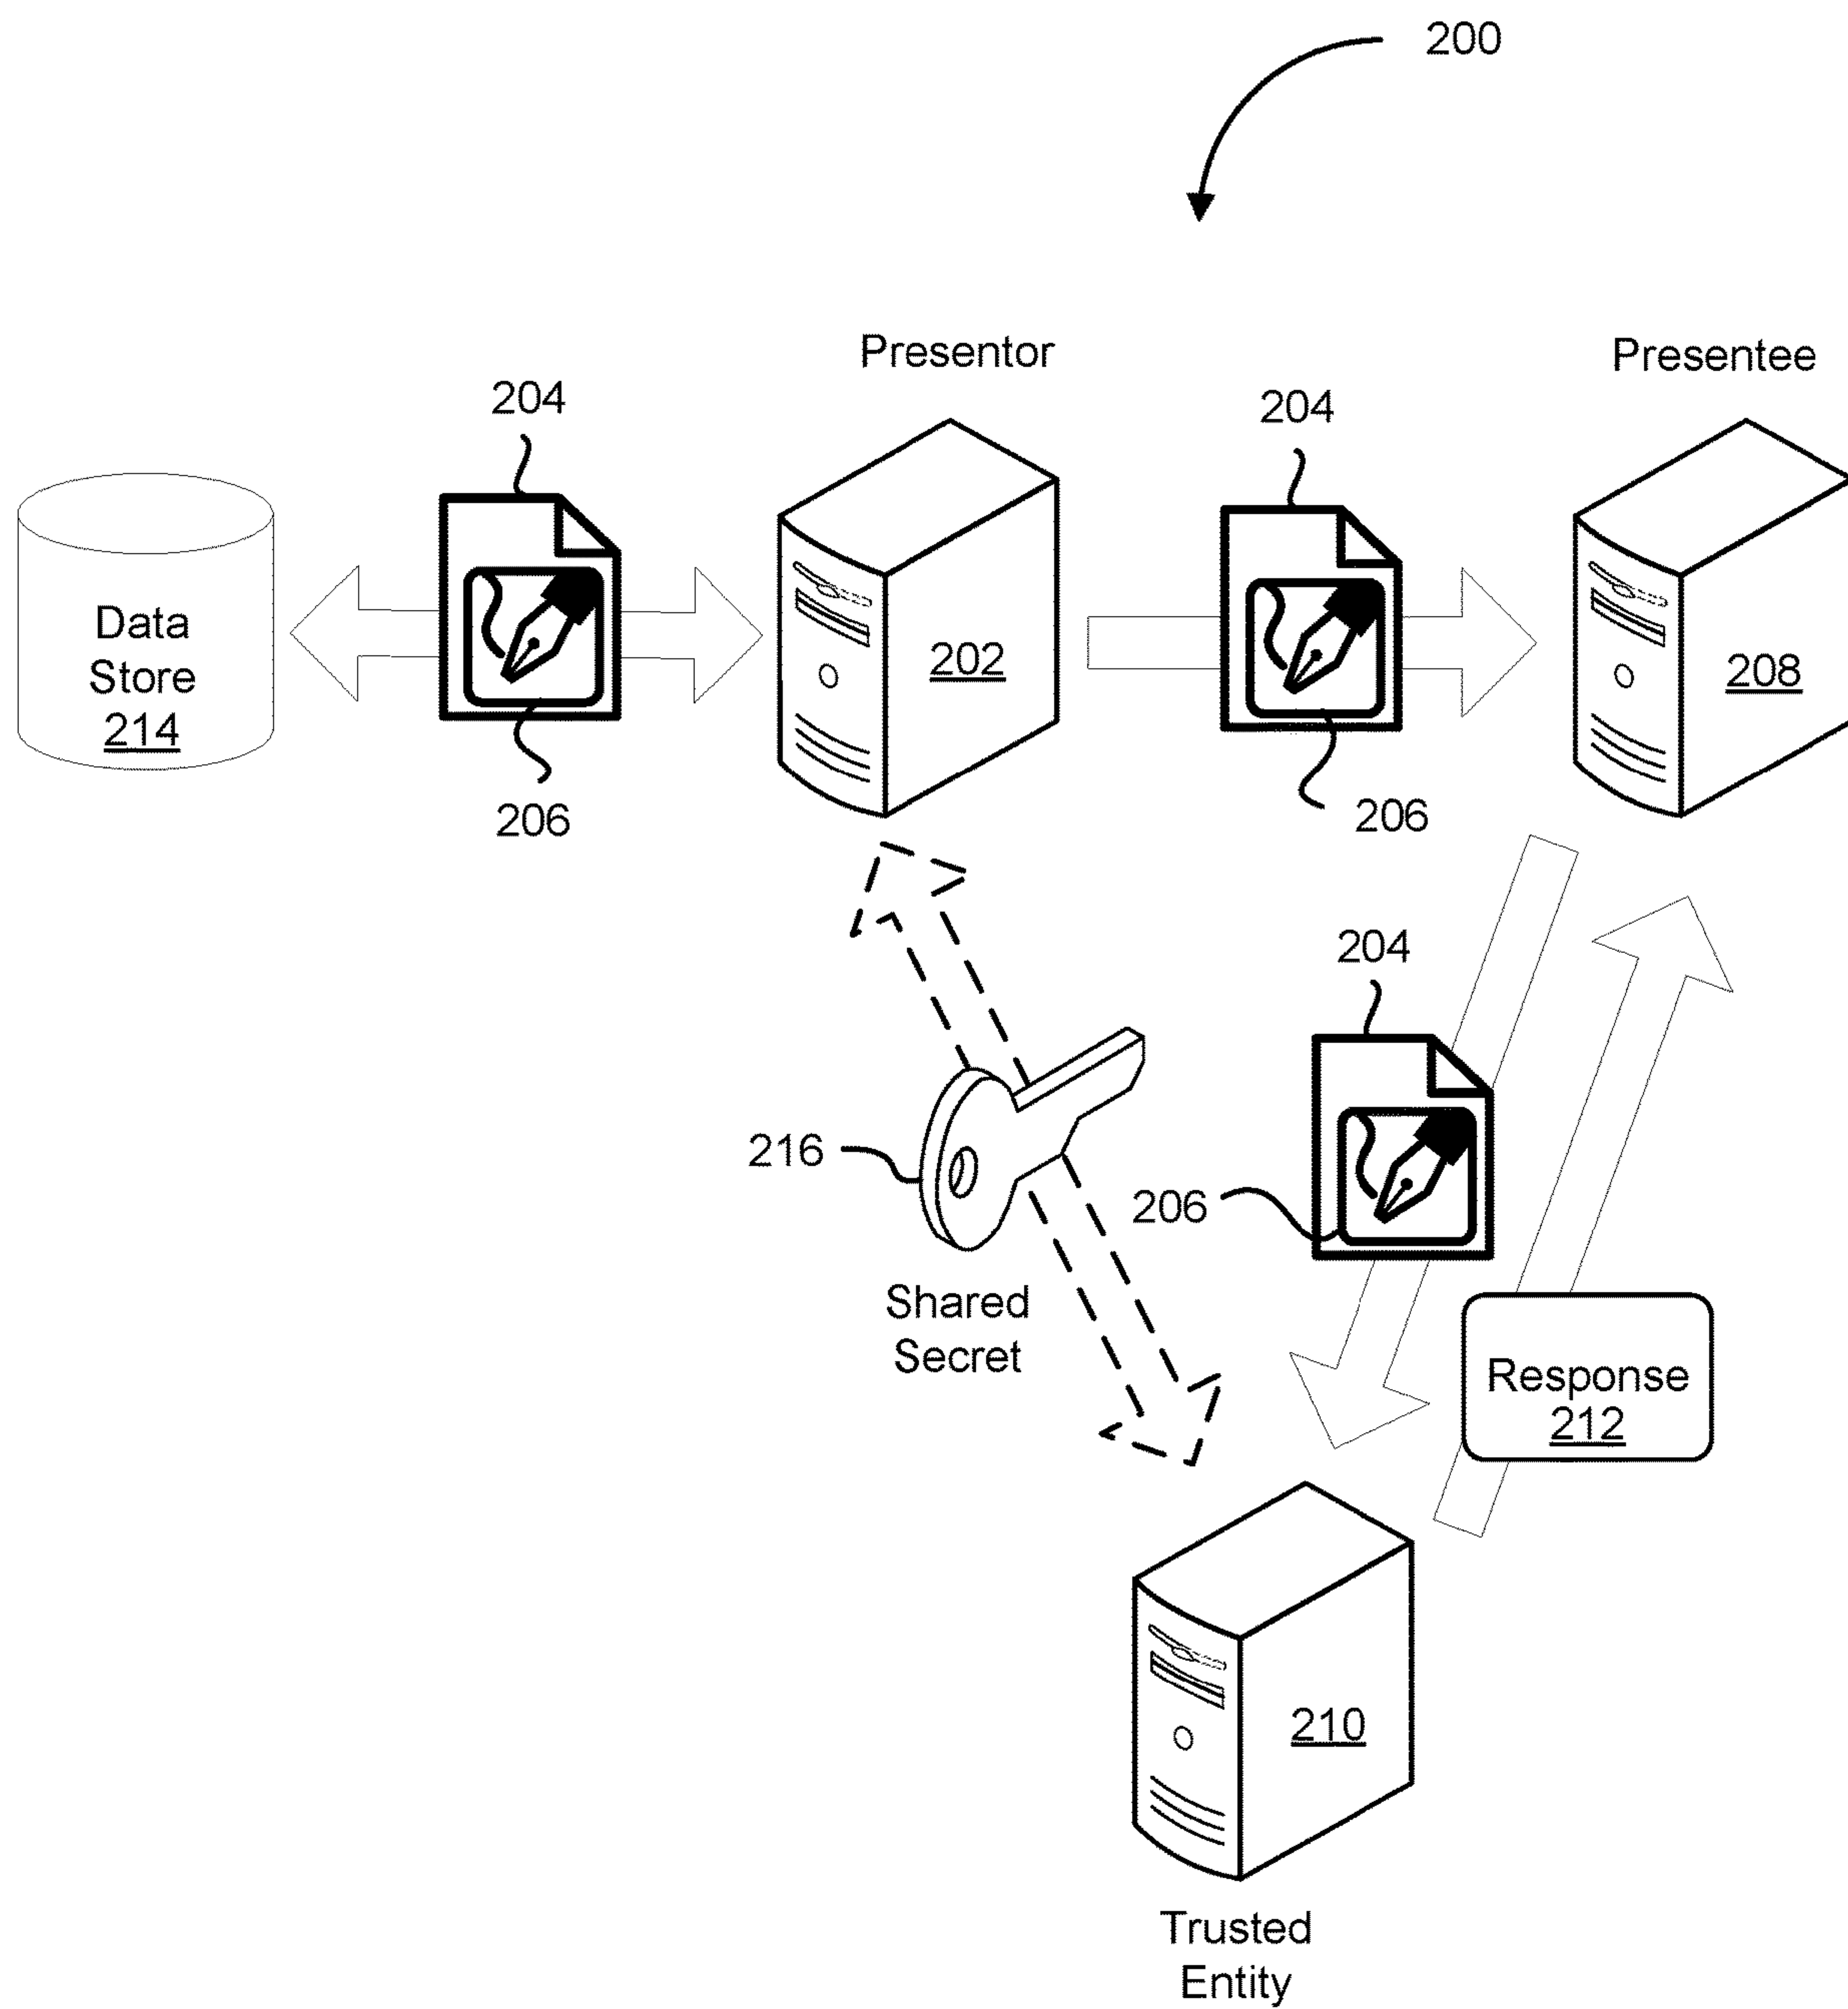 200
Presentor
Presentee
204
204
Data
Store
214
202
208
206
206
204
216
206
Shared
Secret
Response
212
210
Trusted
Entity